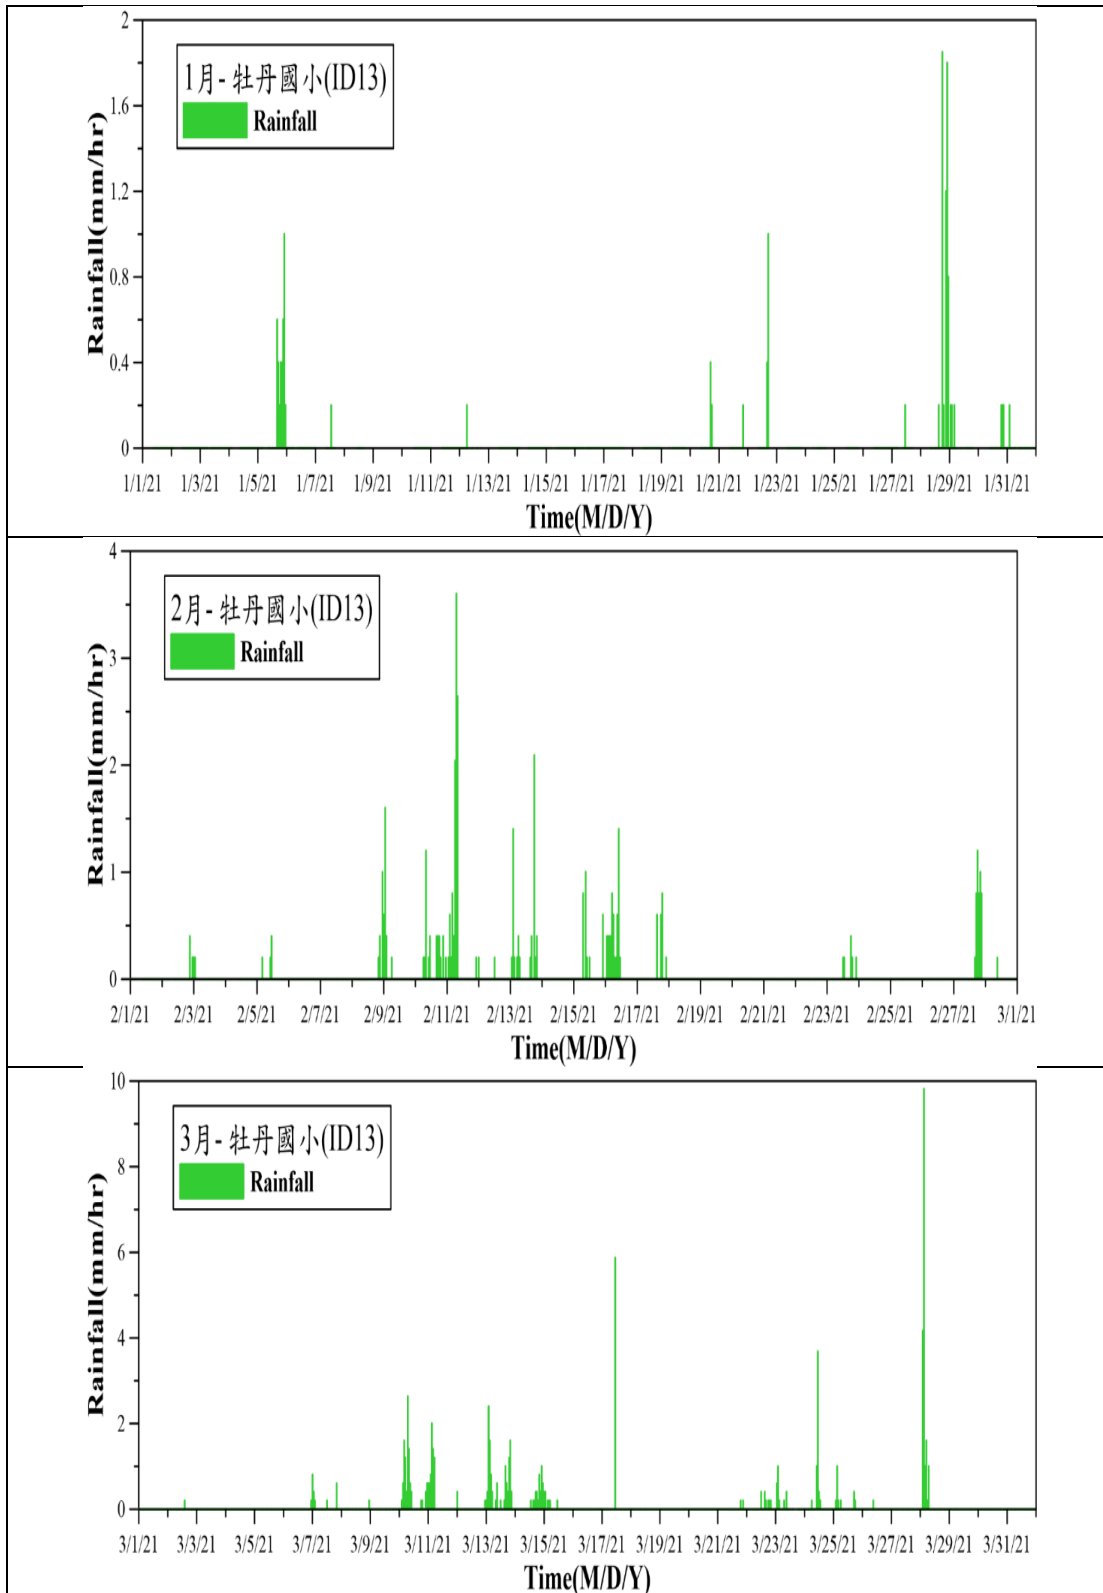 2
1月- 牡丹國小(ID13)
Rainfall
1.6
1.2
0.8
0.4
0
Rainfall(mm/hr)
1/1/21 1/3/21 1/5/21 1/7/21 1/9/21 1/11/21 1/13/21 1/15/21 1/17/21 1/19/21 1/21/21 1/23/21 1/25/21 1/27/21 1/29/21 1/31/21
Time(M/D/Y)
4
2月- 牡丹國小(ID13)
Rainfall
3
2
1
0
Rainfall(mm/hr)
2/1/21 2/3/21 2/5/21 2/7/21 2/9/21 2/11/21 2/13/21 2/15/21 2/17/21 2/19/21 2/21/21 2/23/21 2/25/21 2/27/21 3/1/21
Time(M/D/Y)
10
3月- 牡丹國小(ID13)
Rainfall
8
6
4
2
0
Rainfall(mm/hr)
3/1/21 3/3/21 3/5/21 3/7/21 3/9/21 3/11/21 3/13/21 3/15/21 3/17/21 3/19/21 3/21/21 3/23/21 3/25/21 3/27/21 3/29/21 3/31/21
Time(M/D/Y)